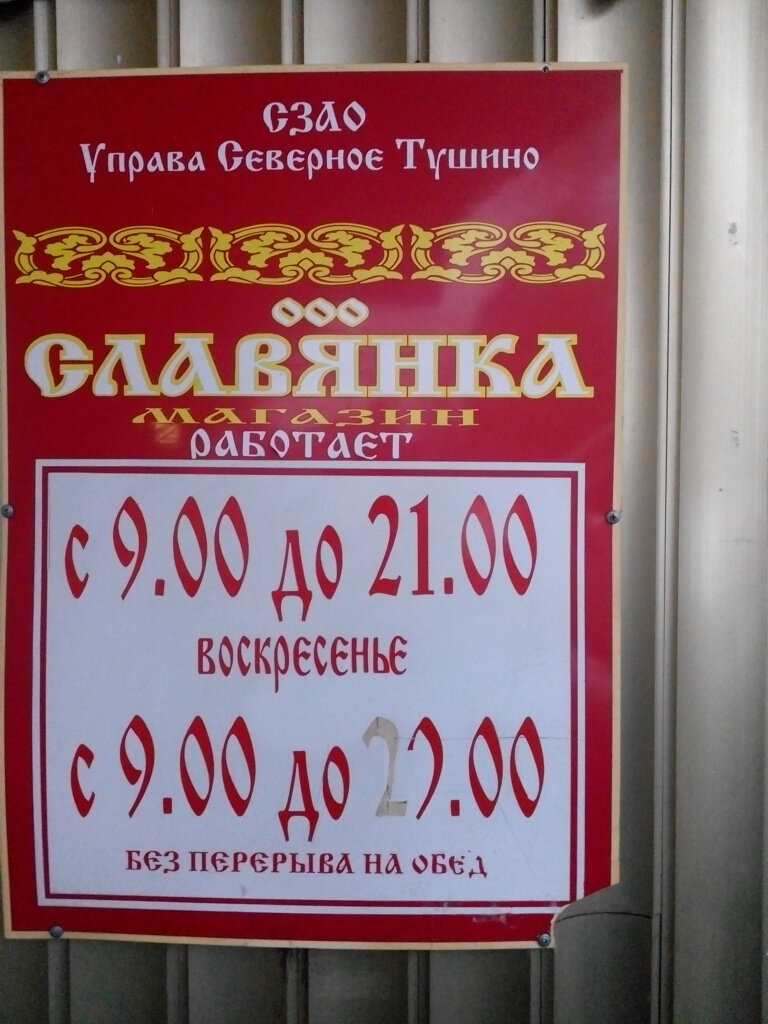 СЗАО
Управа Северное Тушино
ООО
СЛАВЯНКА
МАГАЗИН
РАБОТАЕТ
с 9.00 до 21.00
ВОСКРЕСЕНЬЕ
с 9.00 до
БЕЗ ПЕРЕРЫВА НА ОБЕД